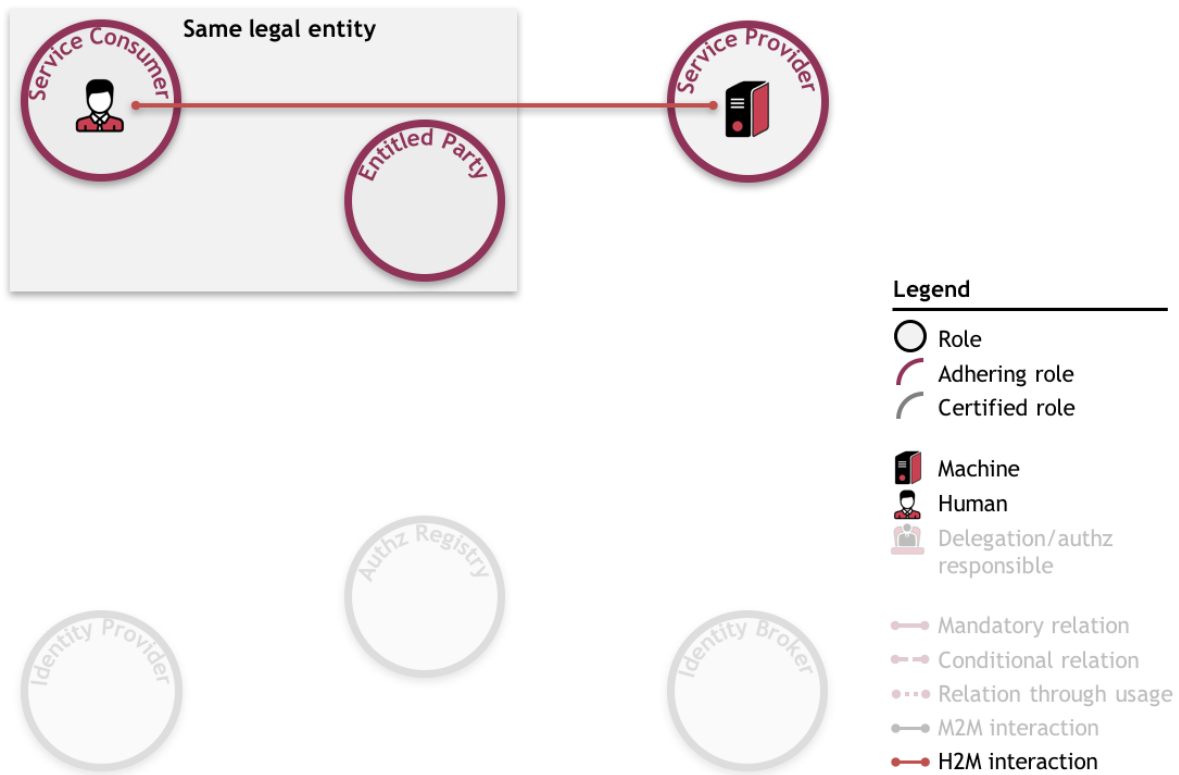 Same legal entity
Service Consumer
Service Provider
Entitled Party
Legend
Role
Adhering role
Certified role
Machine
Human
Delegation/authz
responsible
Authz Registry
Identity Provider
Identity Broker
Mandatory relation
Conditional relation
Relation through usage
M2M interaction
H2M interaction